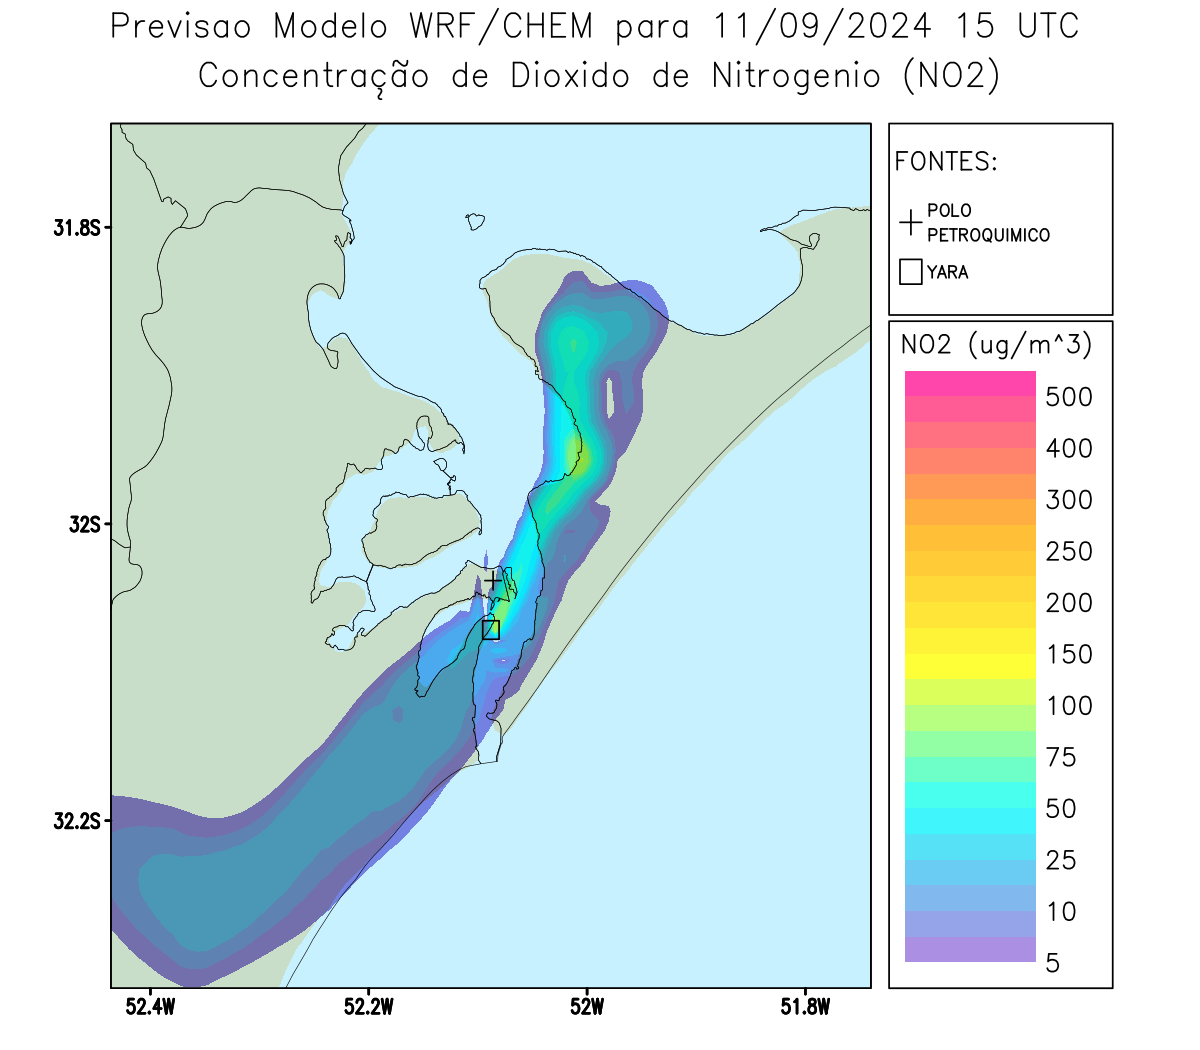 Previsao Modelo WRF/CHEM para 11/09/2024 15 UTC
Concentração de Dioxido de Nitrogenio (NO2)
FONTES:
POLO
PETROQUIMICO
YARA
NO2 (ug/m^3)
500
400
300
250
200
150
100
75
50
25
10
5
31.8S
32S
32.2S
52.4W
52.2W
52W
51.8W